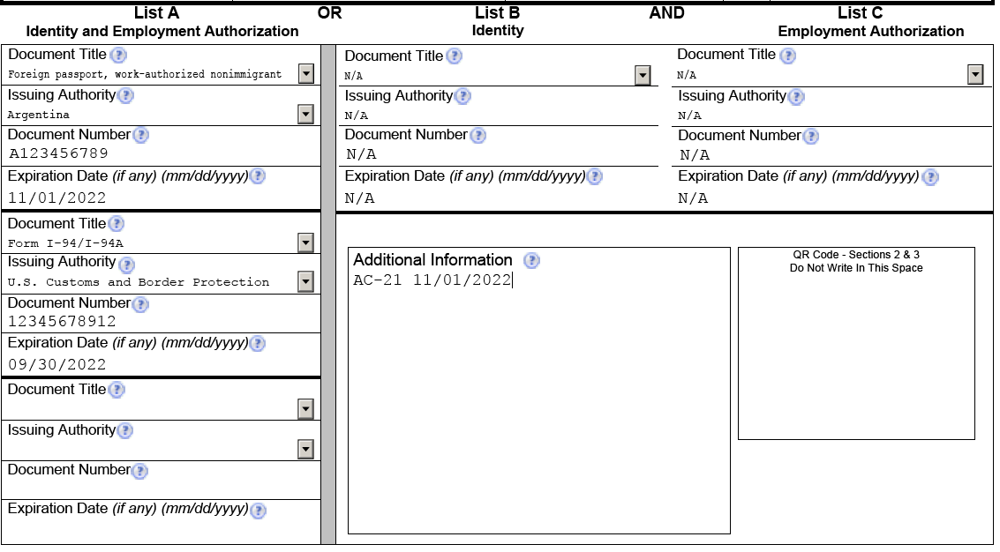 List A
Identity and Employment Authorization
OR
List B
Identity
AND
List C
Employment Authorization
Document Title ?
Foreign passport, work-authorized nonimmigrant
Issuing Authority ?
Argentina
Document Number ?
A123456789
Expiration Date (if any) (mm/dd/yyyy) ?
11/01/2022
Document Title ?
Form I-94/I-94A
Issuing Authority ?
U.S. Customs and Border Protection
Document Number ?
12345678912
Expiration Date (if any) (mm/dd/yyyy) ?
09/30/2022
Document Title ?
Issuing Authority ?
Document Number ?
Expiration Date (if any) (mm/dd/yyyy) ?
Document Title ?
N/A
Issuing Authority ?
N/A
Document Number ?
N/A
Expiration Date (if any) (mm/dd/yyyy) ?
N/A
Document Title ?
N/A
Issuing Authority ?
N/A
Document Number ?
N/A
Expiration Date (if any) (mm/dd/yyyy) ?
N/A
Additional Information ?
AC-21 11/01/2022
QR Code - Sections 2 & 3
Do Not Write In This Space